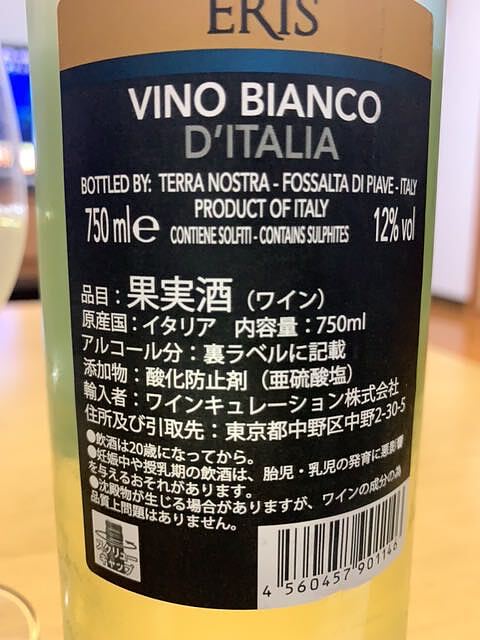 ERIS
VINO BIANCO
D'ITALIA
BOTTLED BY: TERRA NOSTRA - FOSSALTA DI PIAVE - ITALY
PRODUCT OF ITALY
750 ml e 12% vol
CONTIENE SOLFITI - CONTAINS SULPHITES
品目：果実酒（ワイン）
原産国：イタリア 内容量：750ml
アルコール分：裏ラベルに記載
添加物：酸化防止剤（亜硫酸塩）
輸入者：ワインキュレーション株式会社
住所及び引取先：東京都中野区中野2-30-5
●飲酒は20歳になってから。
●妊娠中や授乳期の飲酒は、胎児・乳児の発育に悪影響
を与えるおそれがあります。
●沈殿物が生じる場合がありますが、ワインの成分の為
品質上問題はありません。
スクリュー
キャップ
4 560457 901146